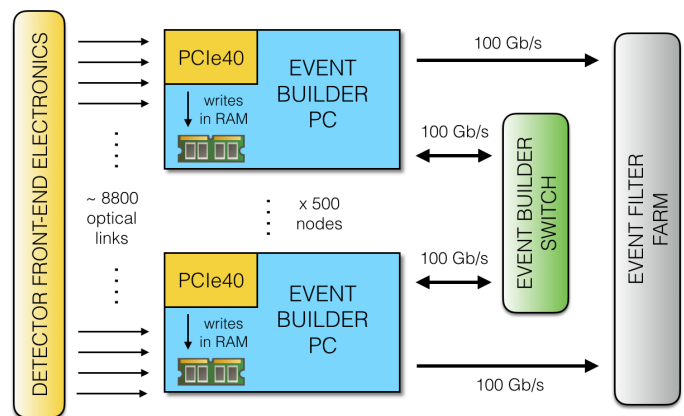 DETECTOR FRONT-END ELECTRONICS
~ 8800
optical
links
PCIe40
writes
in RAM
EVENT
BUILDER
PC
x 500
nodes
PCIe40
writes
in RAM
EVENT
BUILDER
PC
100 Gb/s
100 Gb/s
100 Gb/s
100 Gb/s
EVENT BUILDER
SWITCH
EVENT FILTER
FARM